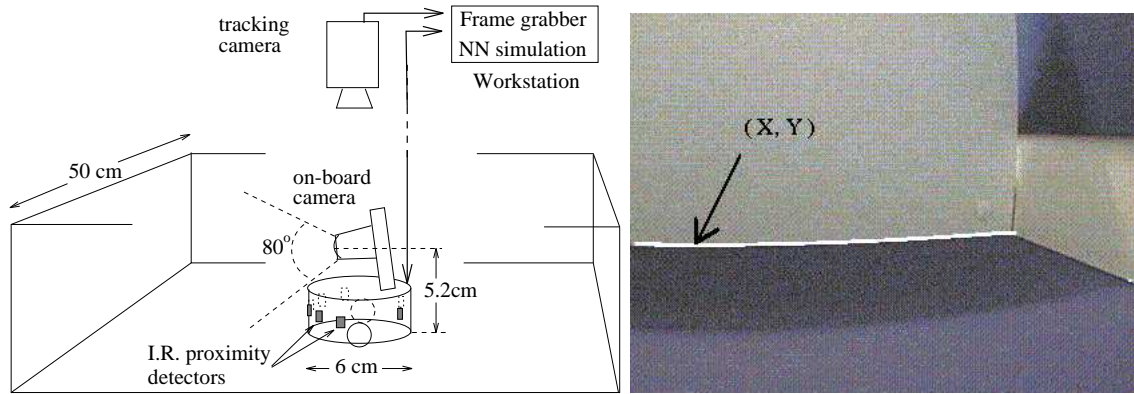 tracking
camera
Frame grabber
NN simulation
Workstation
50 cm
on-board
camera
80°
5.2cm
I.R. proximity
detectors
6 cm
(X, Y)